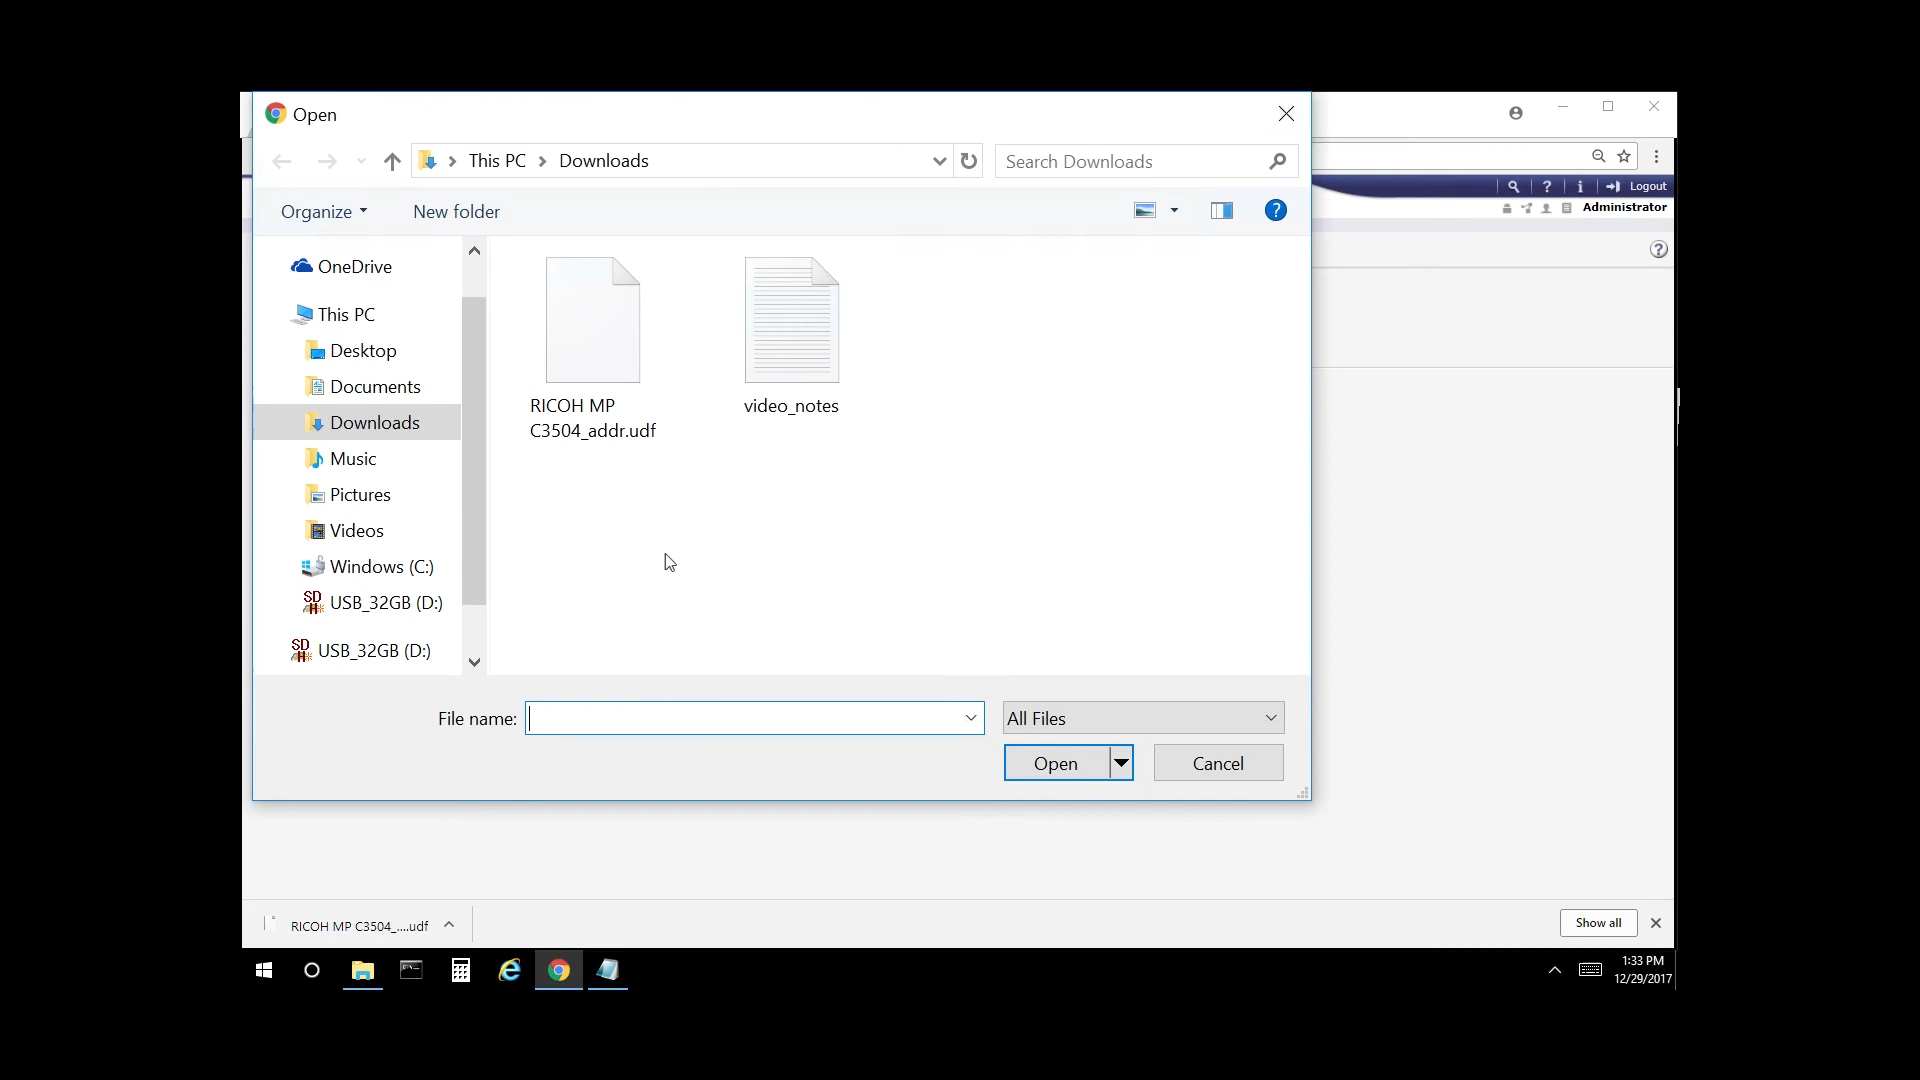 Open
This PC
Downloads
Search Downloads
Organize
New folder
?
?
i
Logout
Administrator
?
OneDrive
This PC
Desktop
Documents
Downloads
Music
Pictures
Videos
Windows (C:)
SD USB_32GB (D:)
SD USB_32GB (D:)
RICOH MP
C3504_addr.udf
video_notes
File name:
All Files
Open
Cancel
RICOH MP C3504_....udf
Show all
1:33 PM
12/29/2017